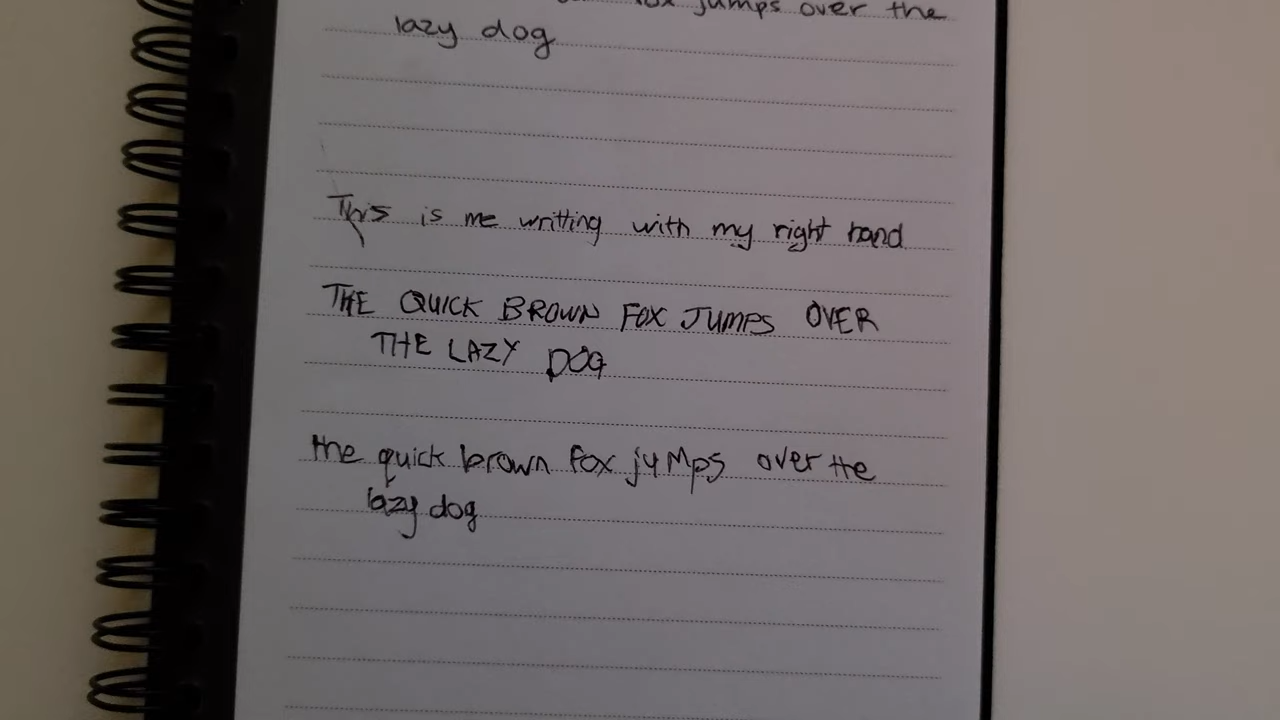 fox jumps over the
lazy dog
This is me writting with my right hand
THE QUICK BROWN FOX JUMPS OVER
THE LAZY DOG
the quick brown fox jumps over the
lazy dog